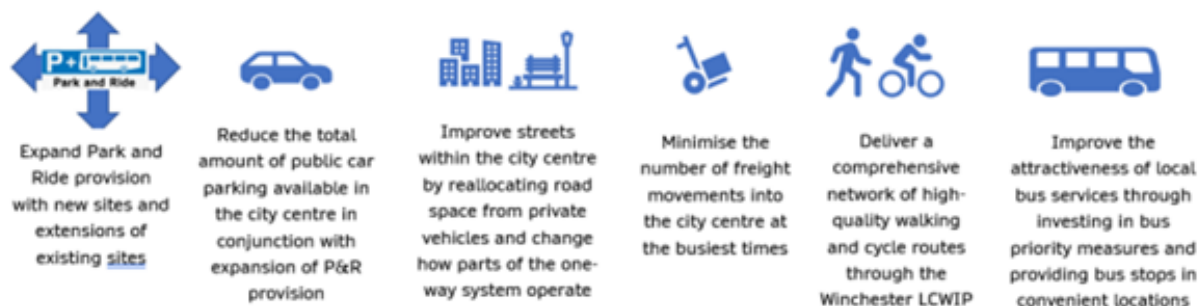 P+
Park and Ride
Expand Park and
Ride provision
with new sites and
extensions of
existing sites
Reduce the total
amount of public car
parking available in
the city centre in
conjunction with
expansion of P&R
provision
Improve streets
within the city centre
by reallocating road
space from private
vehicles and change
how parts of the one-
way system operate
Minimise the
number of freight
movements into
the city centre at
the busiest times
Deliver a
comprehensive
network of high-
quality walking
and cycle routes
through the
Winchester LCWIP
Improve the
attractiveness of local
bus services through
investing in bus
priority measures and
providing bus stops in
convenient locations